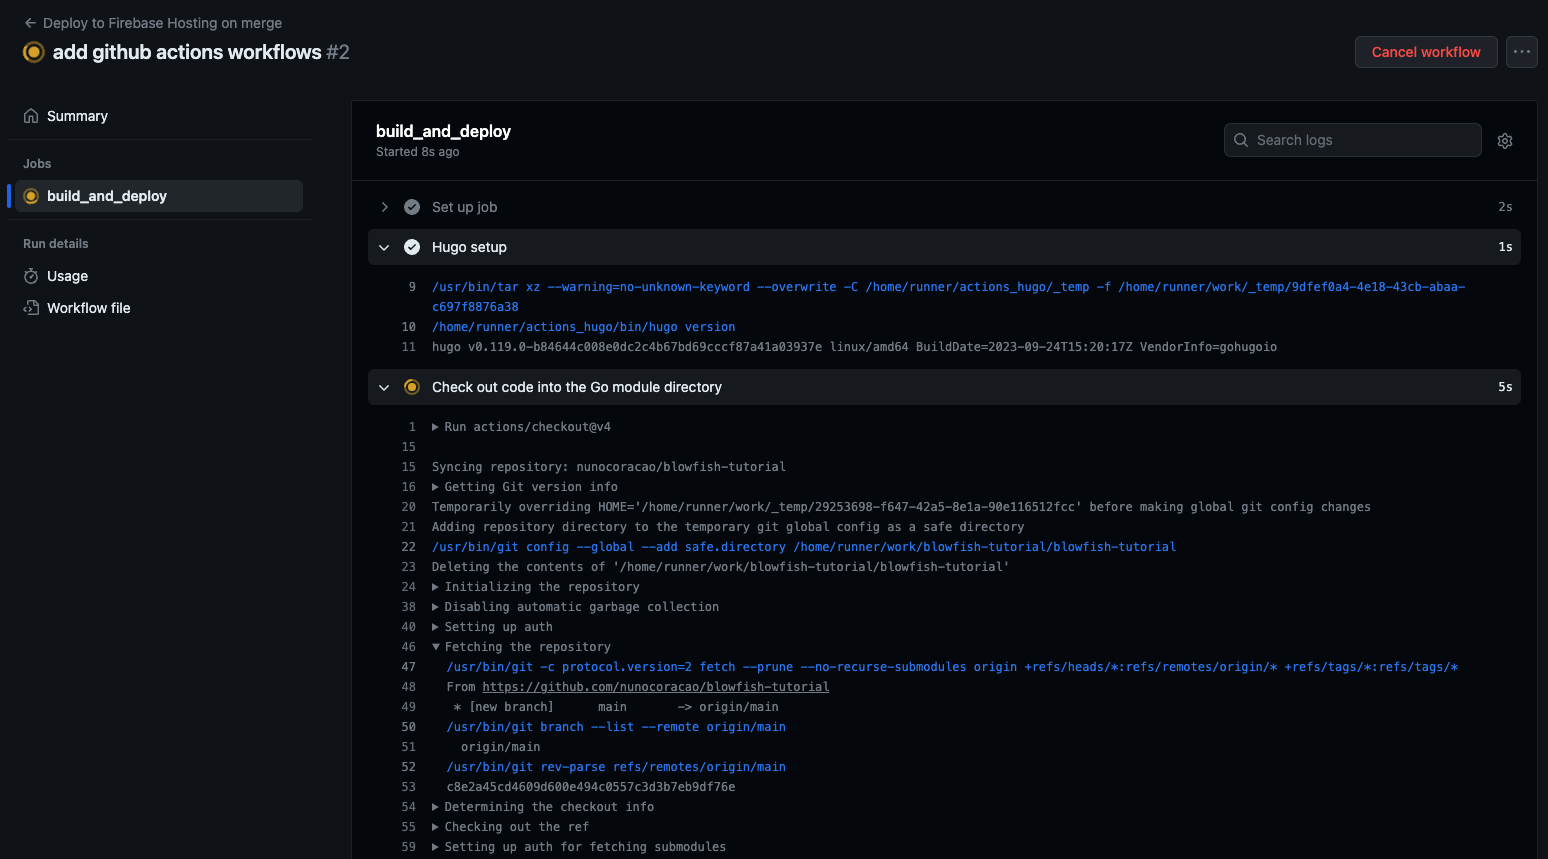 Deploy to Firebase Hosting on merge
add github actions workflows #2
Cancel workflow
Summary
Jobs
build_and_deploy
Run details
Usage
Workflow file
build_and_deploy
Started 8s ago
Search logs
Set up job 2s
Hugo setup 1s
9 /usr/bin/tar xz --warning=no-unknown-keyword --overwrite -C /home/runner/actions_hugo/_temp -f /home/runner/work/_temp/9dfef0a4-4e18-43cb-abaa-
c697f8876a38
10 /home/runner/actions_hugo/bin/hugo version
11 hugo v0.119.0-b84644c008e0dc2c4b67bd69cccf87a41a03937e linux/amd64 BuildDate=2023-09-24T15:20:17Z VendorInfo=gohugoio
Check out code into the Go module directory 5s
1 Run actions/checkout@v4
15
15 Syncing repository: nunocoracao/blowfish-tutorial
16 Getting Git version info
20 Temporarily overriding HOME='/home/runner/work/_temp/29253698-f647-42a5-8e1a-90e116512fcc' before making global git config changes
21 Adding repository directory to the temporary git global config as a safe directory
22 /usr/bin/git config --global --add safe.directory /home/runner/work/blowfish-tutorial/blowfish-tutorial
23 Deleting the contents of '/home/runner/work/blowfish-tutorial/blowfish-tutorial'
24 Initializing the repository
38 Disabling automatic garbage collection
40 Setting up auth
46 Fetching the repository
47 /usr/bin/git -c protocol.version=2 fetch --prune --no-recurse-submodules origin +refs/heads/*:refs/remotes/origin/* +refs/tags/*:refs/tags/*
48 From https://github.com/nunocoracao/blowfish-tutorial
49 * [new branch] main -> origin/main
50 /usr/bin/git branch --list --remote origin/main
51 origin/main
52 /usr/bin/git rev-parse refs/remotes/origin/main
53 c8e2a45cd4609d600e494c0557c3d3b7eb9df76e
54 Determining the checkout info
55 Checking out the ref
59 Setting up auth for fetching submodules